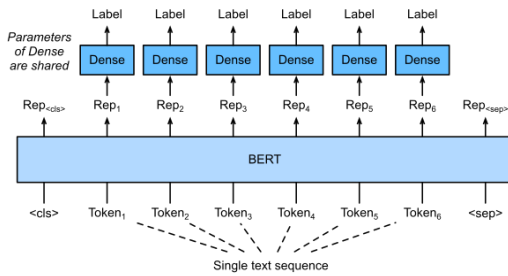 Label Label Label Label Label Label
Parameters
of Dense
are shared
Dense Dense Dense Dense Dense Dense
Rep<cls> Rep1 Rep2 Rep3 Rep4 Rep5 Rep6 Rep<sep>
BERT
<cls> Token1 Token2 Token3 Token4 Token5 Token6 <sep>
Single text sequence